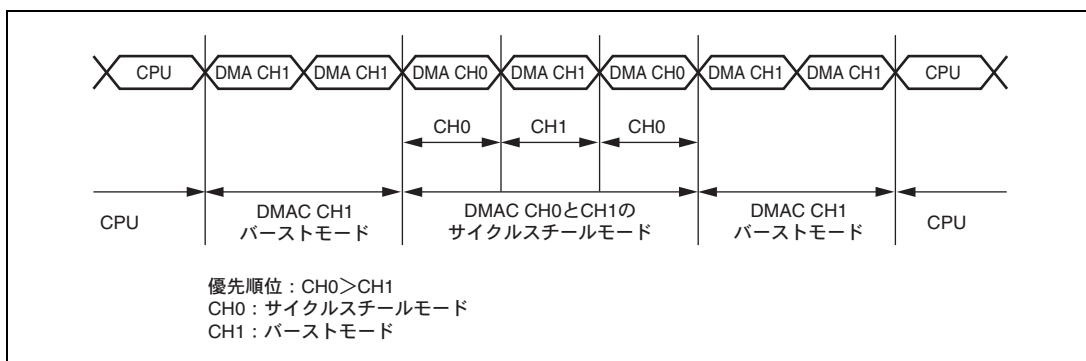 CPU DMA CH1 DMA CH1 DMA CH0 DMA CH1 DMA CH0 DMA CH1 DMA CH1 CPU
CH0 CH1 CH0
CPU
DMAC CH1
バーストモード
DMAC CH0とCH1の
サイクルスチールモード
DMAC CH1
バーストモード
CPU
優先順位：CH0＞CH1
CH0：サイクルスチールモード
CH1：バーストモード